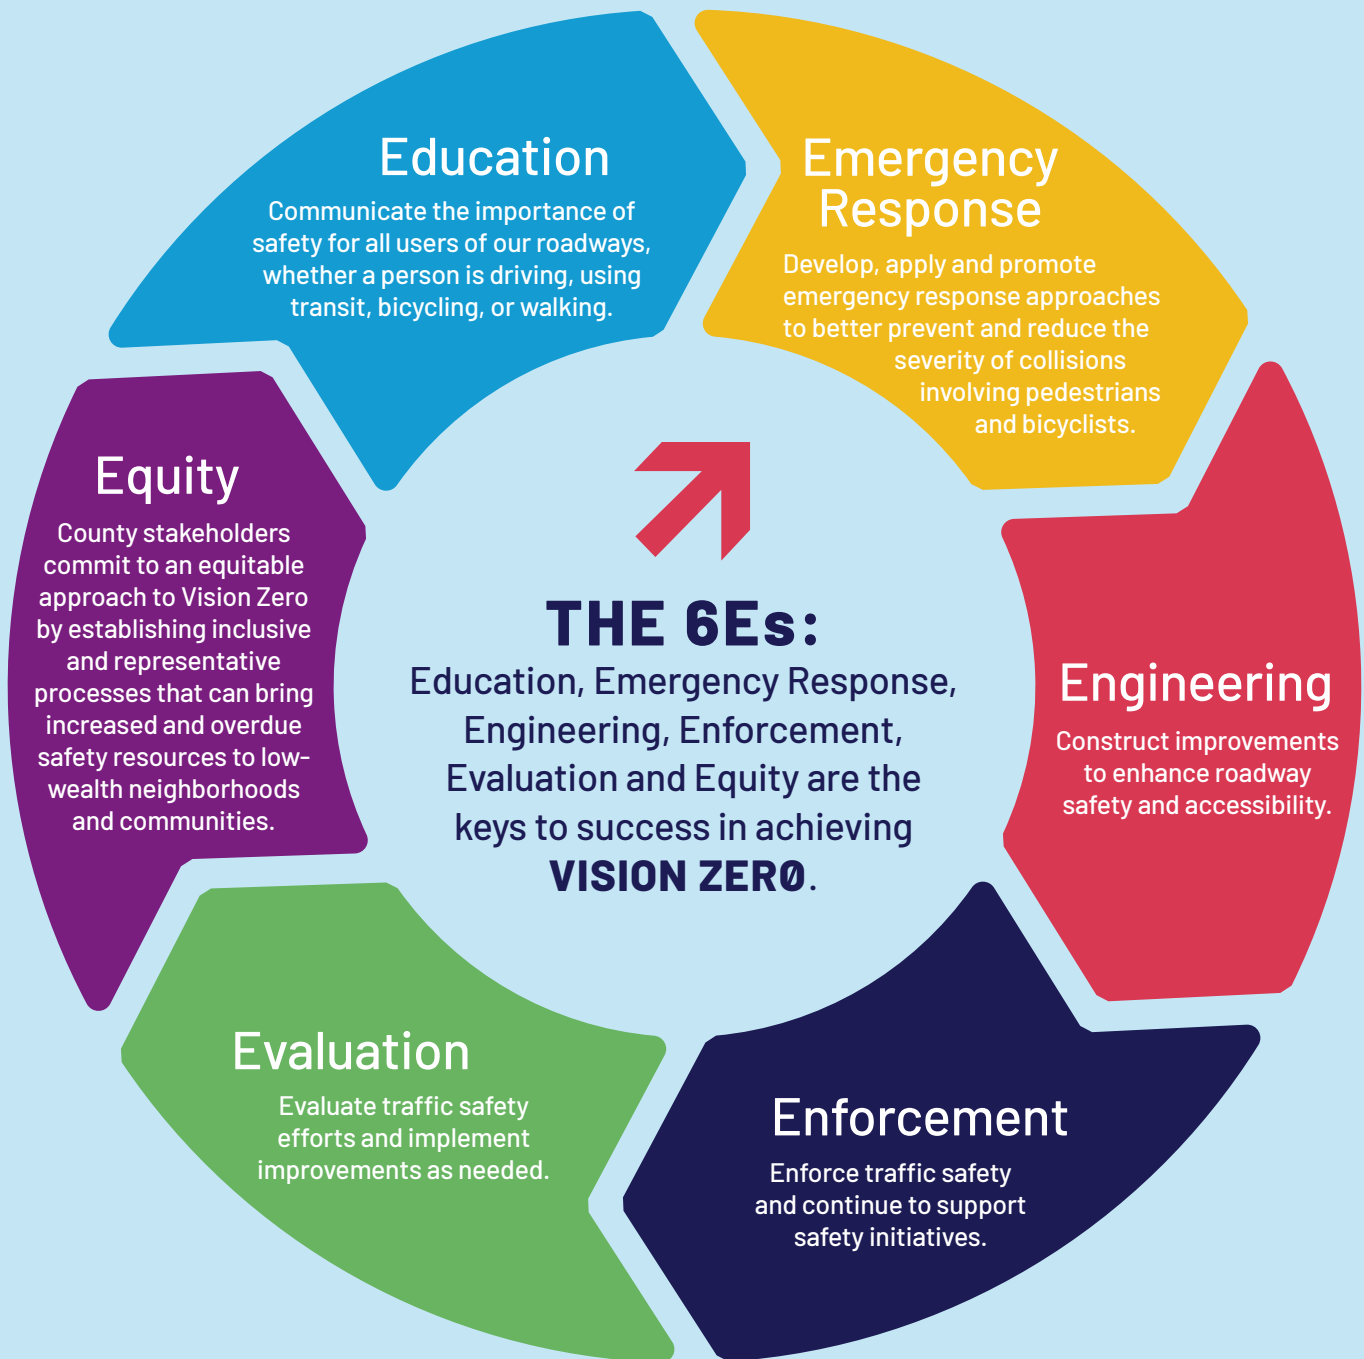 Education
Communicate the importance of
safety for all users of our roadways,
whether a person is driving, using
transit, bicycling, or walking.
Emergency
Response
Develop, apply and promote
emergency response approaches
to better prevent and reduce the
severity of collisions
involving pedestrians
and bicyclists.
Engineering
Construct improvements
to enhance roadway
safety and accessibility.
Enforcement
Enforce traffic safety
and continue to support
safety initiatives.
Evaluation
Evaluate traffic safety
efforts and implement
improvements as needed.
Equity
County stakeholders
commit to an equitable
approach to Vision Zero
by establishing inclusive
and representative
processes that can bring
increased and overdue
safety resources to low-
wealth neighborhoods
and communities.
THE 6Es:
Education, Emergency Response,
Engineering, Enforcement,
Evaluation and Equity are the
keys to success in achieving
VISION ZERØ.